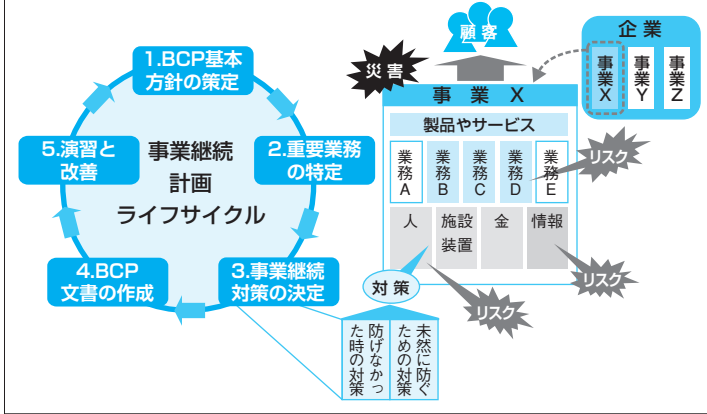 1.BCP基本
方針の策定
2.重要業務
の特定
3.事業継続
対策の決定
4.BCP
文書の作成
5.演習と
改善
事業継続
計画
ライフサイクル
顧客
災害
企業
事業X
事業Y
事業Z
事業X
製品やサービス
業務A
業務B
業務C
業務D
業務E
リスク
人
施設
装置
金
情報
リスク
リスク
対策
未然に防ぐ
ための対策
防げなかっ
た時の対策